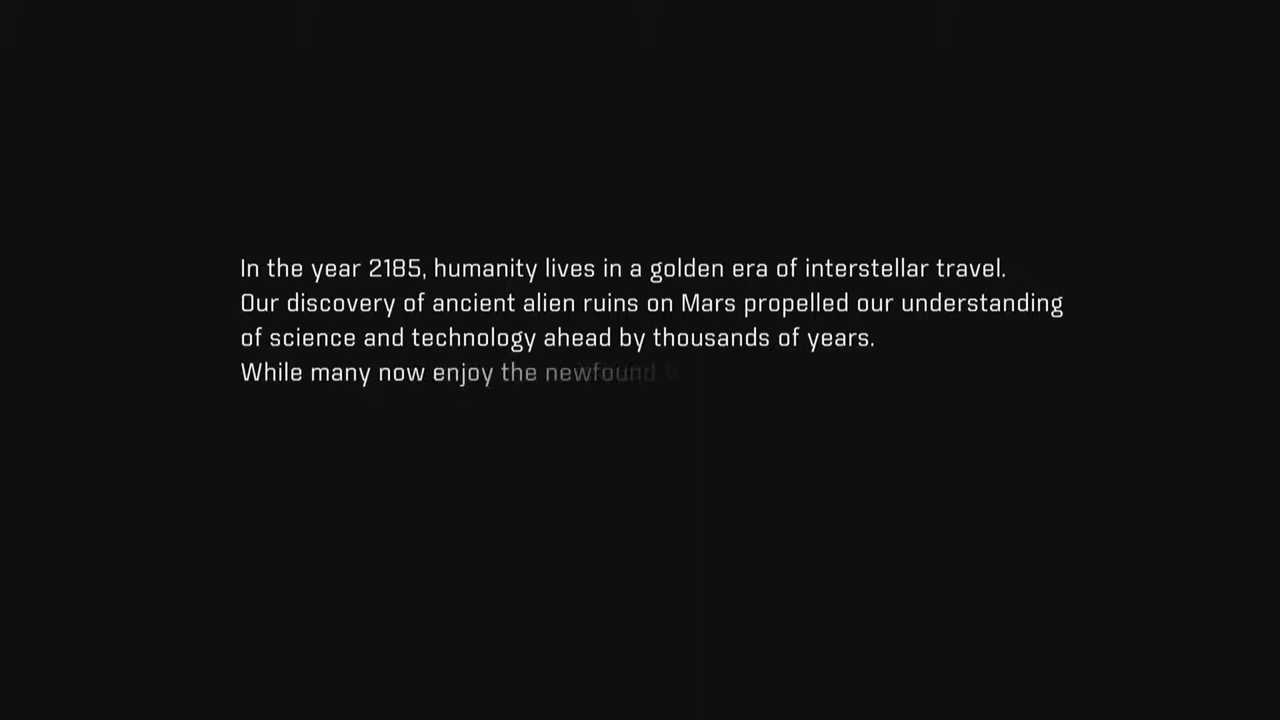 In the year 2185, humanity lives in a golden era of interstellar travel.
Our discovery of ancient alien ruins on Mars propelled our understanding
of science and technology ahead by thousands of years.
While many now enjoy the newfound